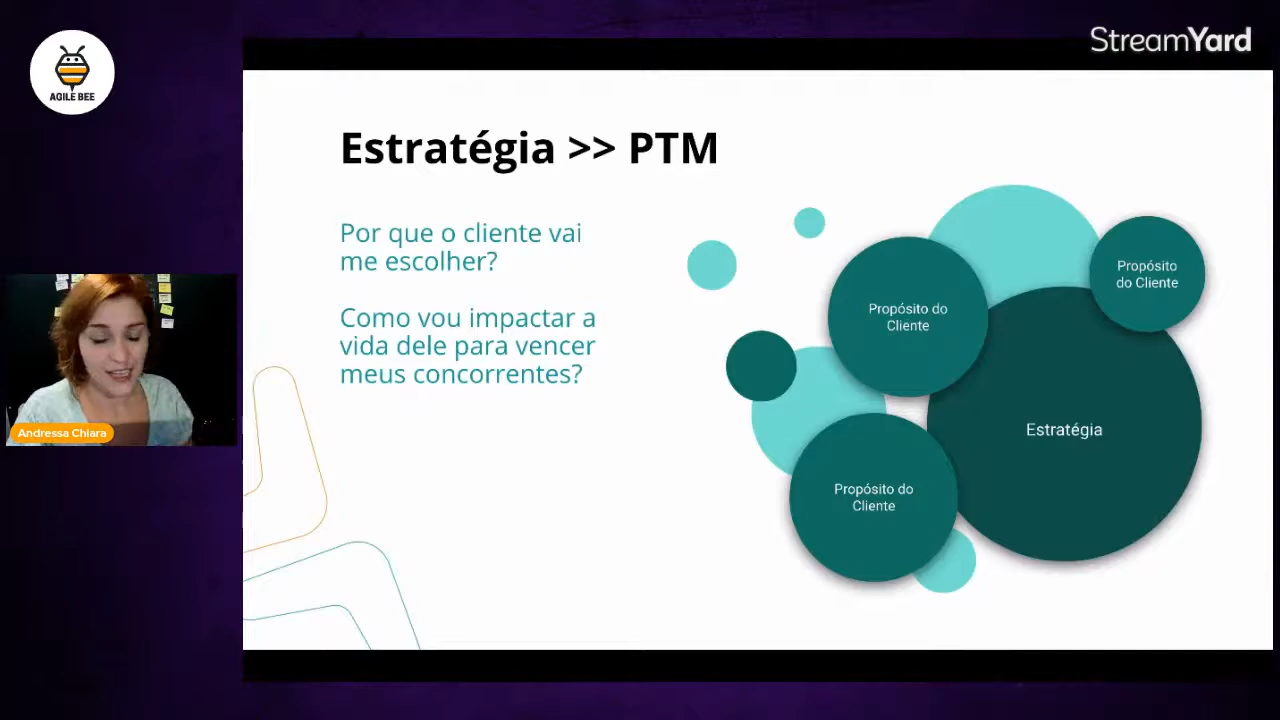 AGILE BEE
StreamYard
Estratégia >> PTM
Por que o cliente vai
me escolher?
Como vou impactar a
vida dele para vencer
meus concorrentes?
Propósito do
Cliente
Propósito
do Cliente
Estratégia
Propósito do
Cliente
Andressa Chiara